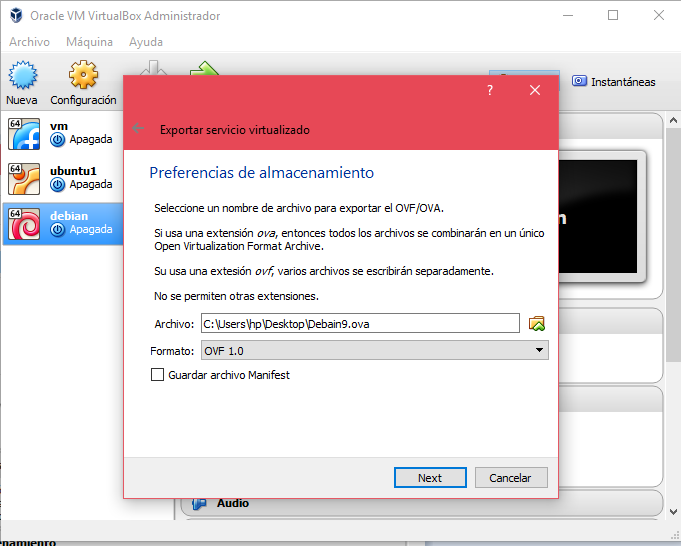 Oracle VM VirtualBox Administrador
Archivo Máquina Ayuda
Nueva
Configuración
Instantáneas
64
vm
Apagada
64
ubuntu1
Apagada
64
debian
Apagada
?
Exportar servicio virtualizado
Preferencias de almacenamiento
Seleccione un nombre de archivo para exportar el OVF/OVA.
Si usa una extensión ova, entonces todos los archivos se combinarán en un único
Open Virtualization Format Archive.
Su usa una extesión ovf, varios archivos se escribirán separadamente.
No se permiten otras extensiones.
Archivo: C:\Users\hp\Desktop\Debain9.ova
Formato: OVF 1.0
Guardar archivo Manifest
Next
Cancelar
Audio